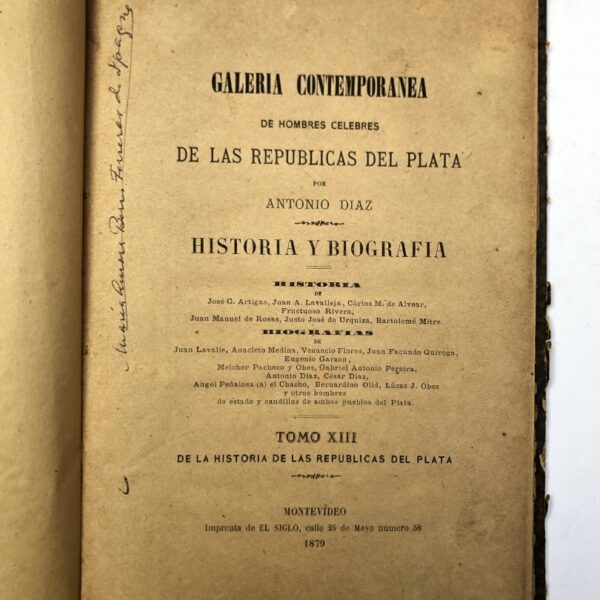 GALERIA CONTEMPORANEA
DE HOMBRES CELEBRES
DE LAS REPUBLICAS DEL PLATA
POR
ANTONIO DIAZ
HISTORIA Y BIOGRAFIA
HISTORIA
DE
José G. Artigas, Juan A. Lavalleja, Cárlos M. de Alvear,
Fructuoso Rivera,
Juan Manuel de Rosas, Justo José de Urquiza, Bartolomé Mitre.
BIOGRAFIAS
DE
Juan Lavalle, Anacleto Medina, Venancio Flores, Juan Facundo Quiroga,
Eugenio Garzon,
Melchor Pacheco y Obes, Gabriel Antonio Pereira,
Antonio Diaz, César Diaz,
Angel Peñalosa (a) el Chacho, Bernardino Olid, Lúcas J. Obes
y otros hombres
de estado y caudillos de ambos pueblos del Plata.
TOMO XIII
DE LA HISTORIA DE LAS REPUBLICAS DEL PLATA
MONTEVÍDEO
Imprenta de EL SIGLO, calle 25 de Mayo número 58
1879